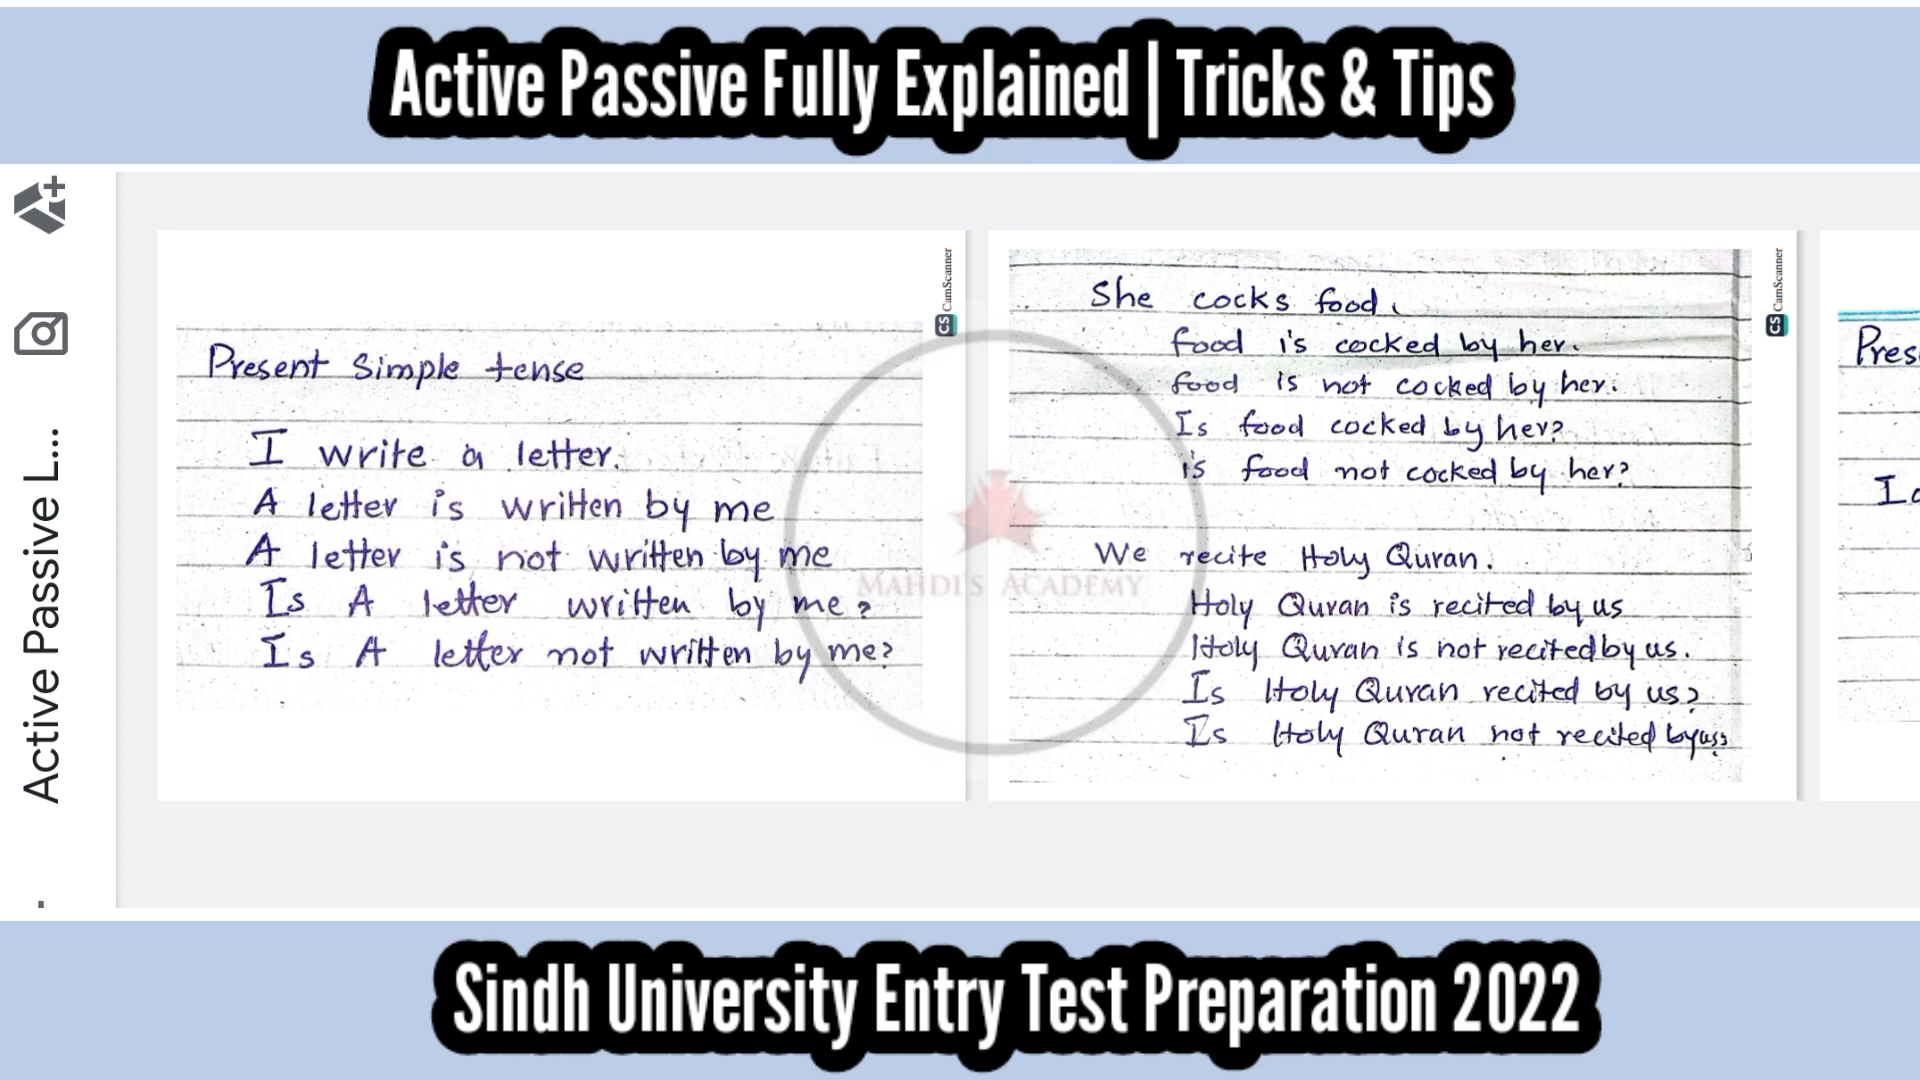 Active Passive Fully Explained | Tricks & Tips
Active Passive L...
CS CamScanner
Present Simple tense
I write a letter.
A letter is written by me
A letter is not written by me
Is A letter written by me?
Is A letter not written by me?
CS CamScanner
She cocks food.
food is cocked by her.
food is not cocked by her.
Is food cocked by her?
is food not cocked by her?
We recite Holy Quran.
Holy Quran is recited by us
Holy Quran is not recited by us.
Is Holy Quran recited by us?
Is Holy Quran not recited by us?
Pres
MAHDI'S ACADEMY
Sindh University Entry Test Preparation 2022